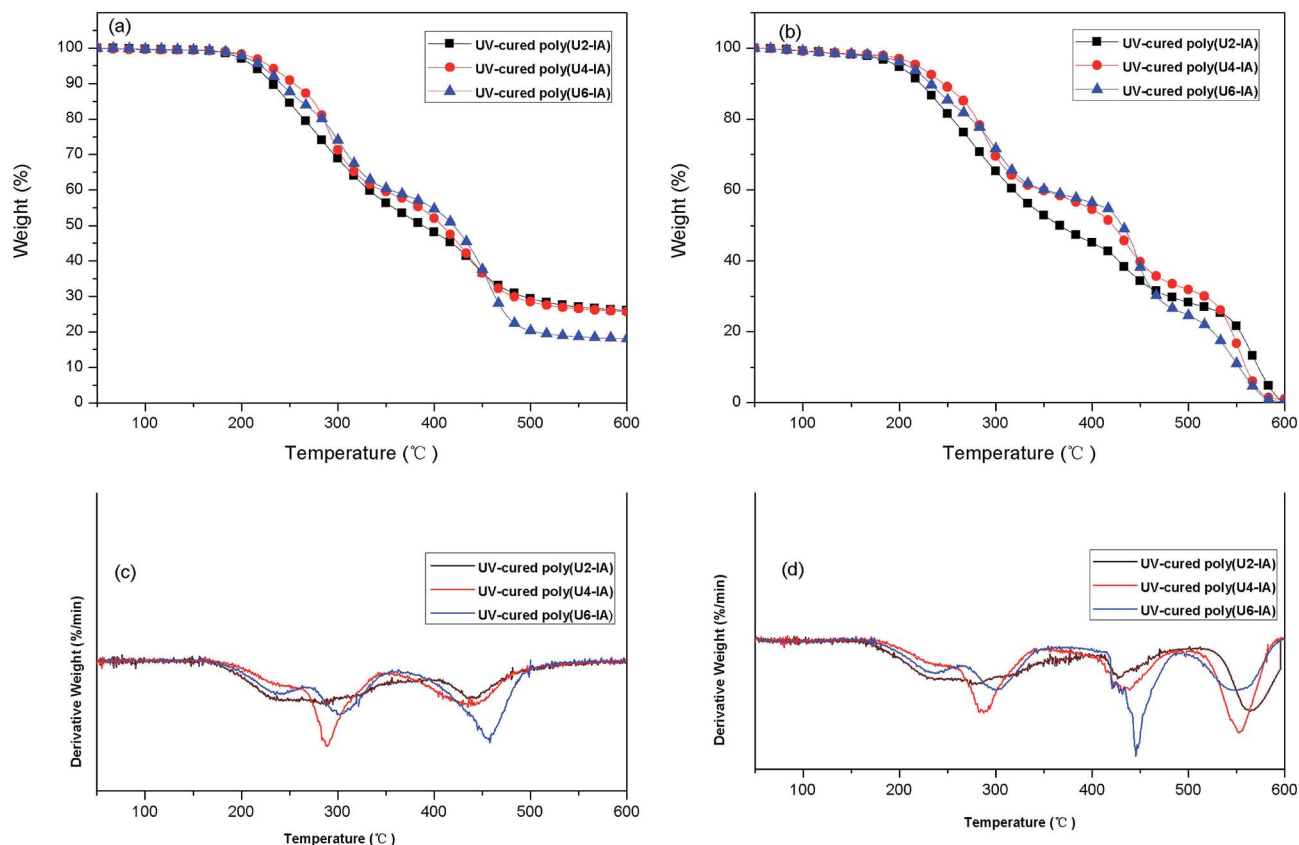 (a)
UV-cured poly(U2-IA)
UV-cured poly(U4-IA)
UV-cured poly(U6-IA)
100
90
80
70
60
50
40
30
20
10
0
Weight (%)
100 200 300 400 500 600
Temperature (℃)
(b)
UV-cured poly(U2-IA)
UV-cured poly(U4-IA)
UV-cured poly(U6-IA)
100
80
60
40
20
0
Weight (%)
100 200 300 400 500 600
Temperature (℃)
(c)
UV-cured poly(U2-IA)
UV-cured poly(U4-IA)
UV-cured poly(U6-IA)
Derivative Weight (%/min)
100 200 300 400 500 600
Temperature (℃)
(d)
UV-cured poly(U2-IA)
UV-cured poly(U4-IA)
UV-cured poly(U6-IA)
Derivative Weight (%/min)
100 200 300 400 500 600
Temperature (℃)